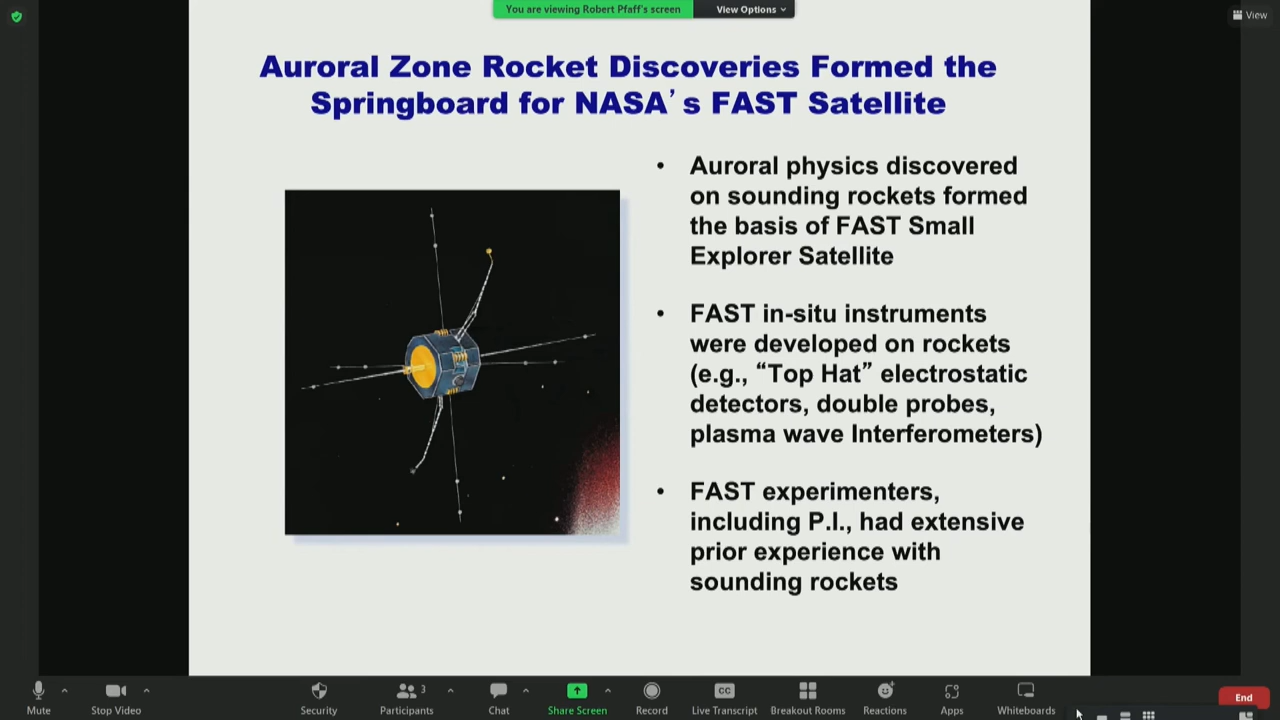 You are viewing Robert Pfaff's screen
View Options
View
Auroral Zone Rocket Discoveries Formed the
Springboard for NASA's FAST Satellite
• Auroral physics discovered
on sounding rockets formed
the basis of FAST Small
Explorer Satellite
• FAST in-situ instruments
were developed on rockets
(e.g., “Top Hat” electrostatic
detectors, double probes,
plasma wave Interferometers)
• FAST experimenters,
including P.I., had extensive
prior experience with
sounding rockets
3
CC
Mute
Stop Video
Security
Participants
Chat
Share Screen
Record
Live Transcript
Breakout Rooms
Reactions
Apps
Whiteboards
End